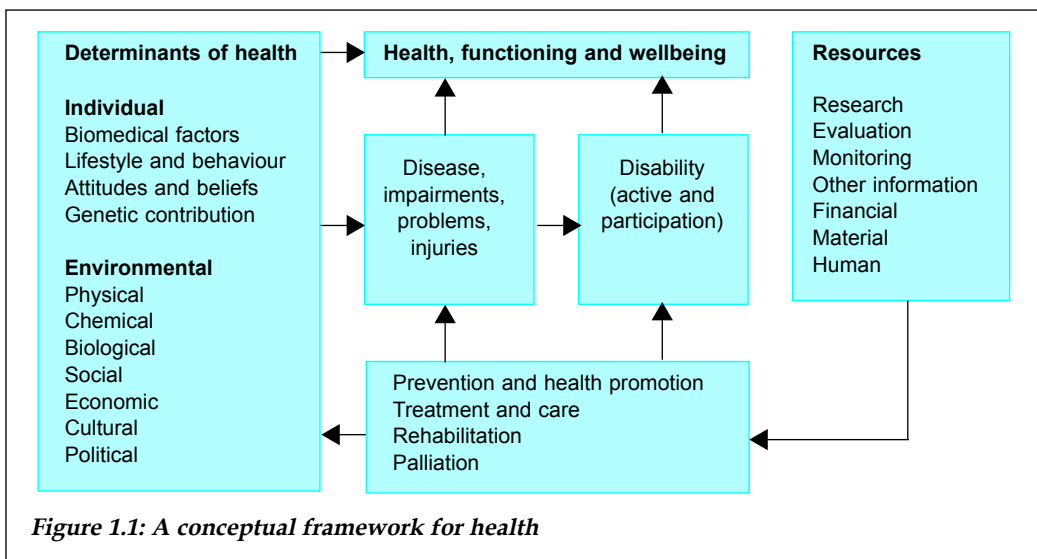 Determinants of health
Individual
Biomedical factors
Lifestyle and behaviour
Attitudes and beliefs
Genetic contribution
Environmental
Physical
Chemical
Biological
Social
Economic
Cultural
Political
Health, functioning and wellbeing
Disease,
impairments,
problems,
injuries
Disability
(active and
participation)
Prevention and health promotion
Treatment and care
Rehabilitation
Palliation
Resources
Research
Evaluation
Monitoring
Other information
Financial
Material
Human
Figure 1.1: A conceptual framework for health